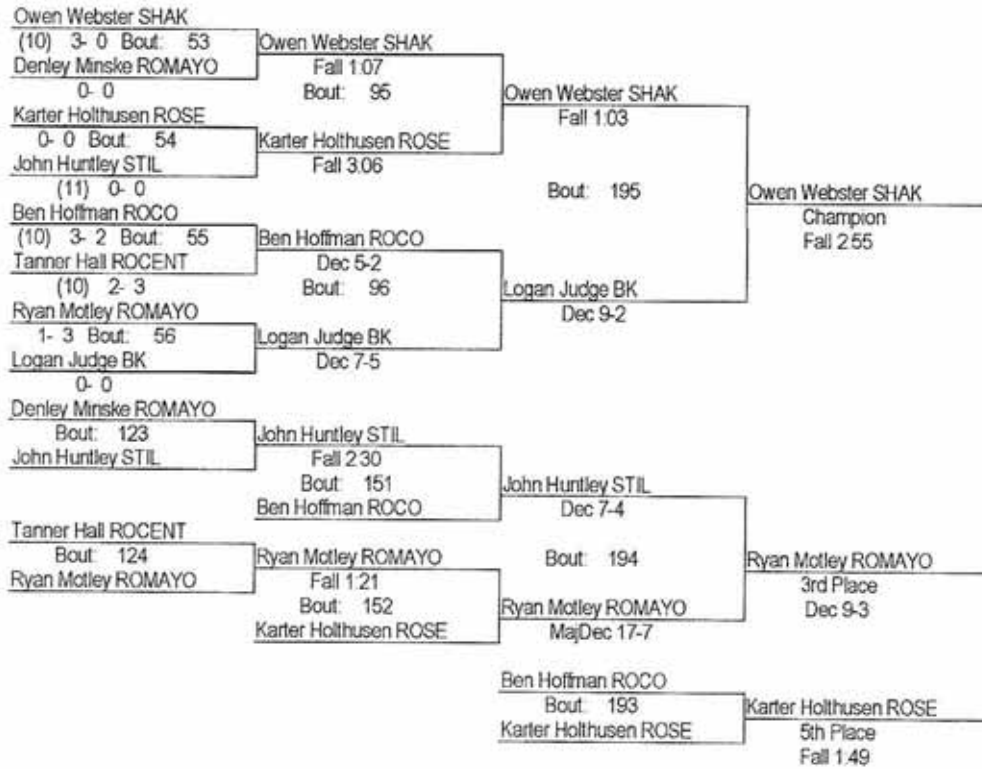 Owen Webster SHAK
(10) 3- 0 Bout: 53
Denley Minske ROMAYO
0- 0
Karter Holthusen ROSE
0- 0 Bout: 54
John Huntley STIL
(11) 0- 0
Ben Hoffman ROCO
(10) 3- 2 Bout: 55
Tanner Hall ROCENT
(10) 2- 3
Ryan Motley ROMAYO
1- 3 Bout: 56
Logan Judge BK
0- 0
Owen Webster SHAK
Fall 1:07
Bout: 95
Karter Holthusen ROSE
Fall 3:06
Ben Hoffman ROCO
Dec 5-2
Bout: 96
Logan Judge BK
Dec 7-5
Owen Webster SHAK
Fall 1:03
Bout: 195
Logan Judge BK
Dec 9-2
Owen Webster SHAK
Champion
Fall 2:55
Denley Minske ROMAYO
Bout: 123
John Huntley STIL
Tanner Hall ROCENT
Bout: 124
Ryan Motley ROMAYO
John Huntley STIL
Fall 2:30
Bout: 151
Ben Hoffman ROCO
Ryan Motley ROMAYO
Fall 1:21
Bout: 152
Karter Holthusen ROSE
John Huntley STIL
Dec 7-4
Bout: 194
Ryan Motley ROMAYO
MajDec 17-7
Ryan Motley ROMAYO
3rd Place
Dec 9-3
Ben Hoffman ROCO
Bout: 193
Karter Holthusen ROSE
Karter Holthusen ROSE
5th Place
Fall 1:49